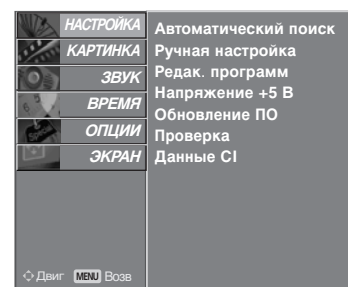 НАСТРОЙКА
КАРТИНКА
ЗВУК
ВРЕМЯ
ОПЦИИ
ЭКРАН
Автоматический поиск
Ручная настройка
Редак. программ
Напряжение +5 В
Обновление ПО
Проверка
Данные CI
Двиг MENU Возв